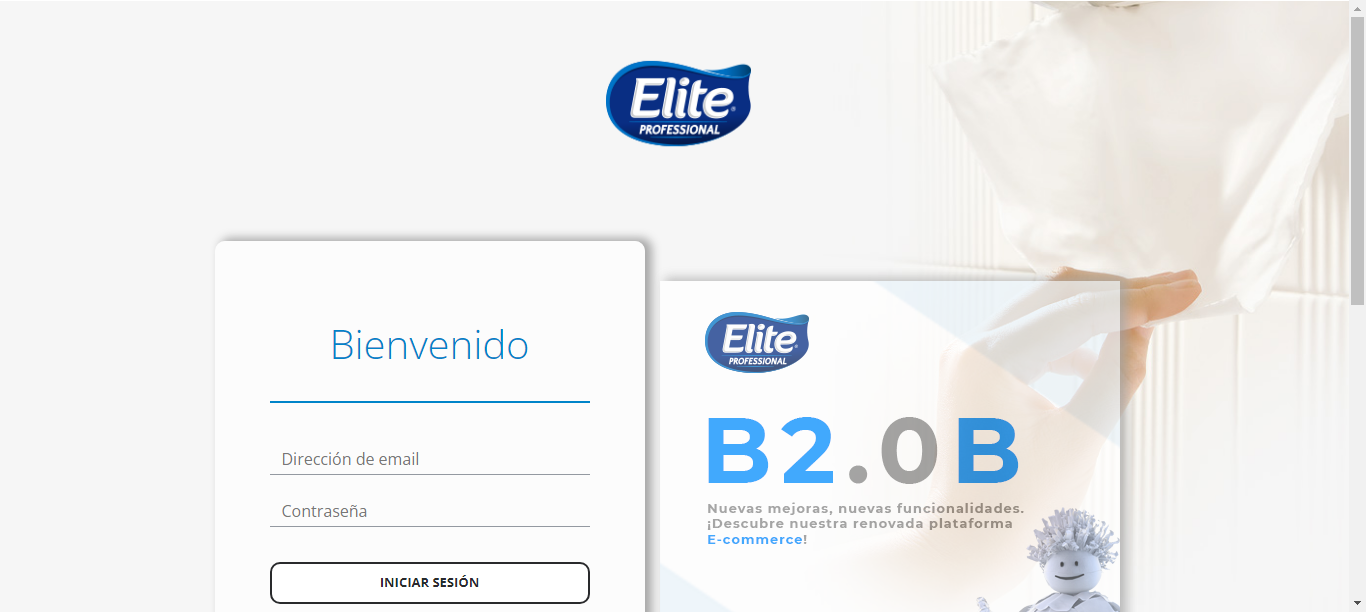 Elite
PROFESSIONAL
Bienvenido
Dirección de email
Contraseña
INICIAR SESIÓN
Elite
PROFESSIONAL
B2.0B
Nuevas mejoras, nuevas funcionalidades.
¡Descubre nuestra renovada plataforma
E-commerce!